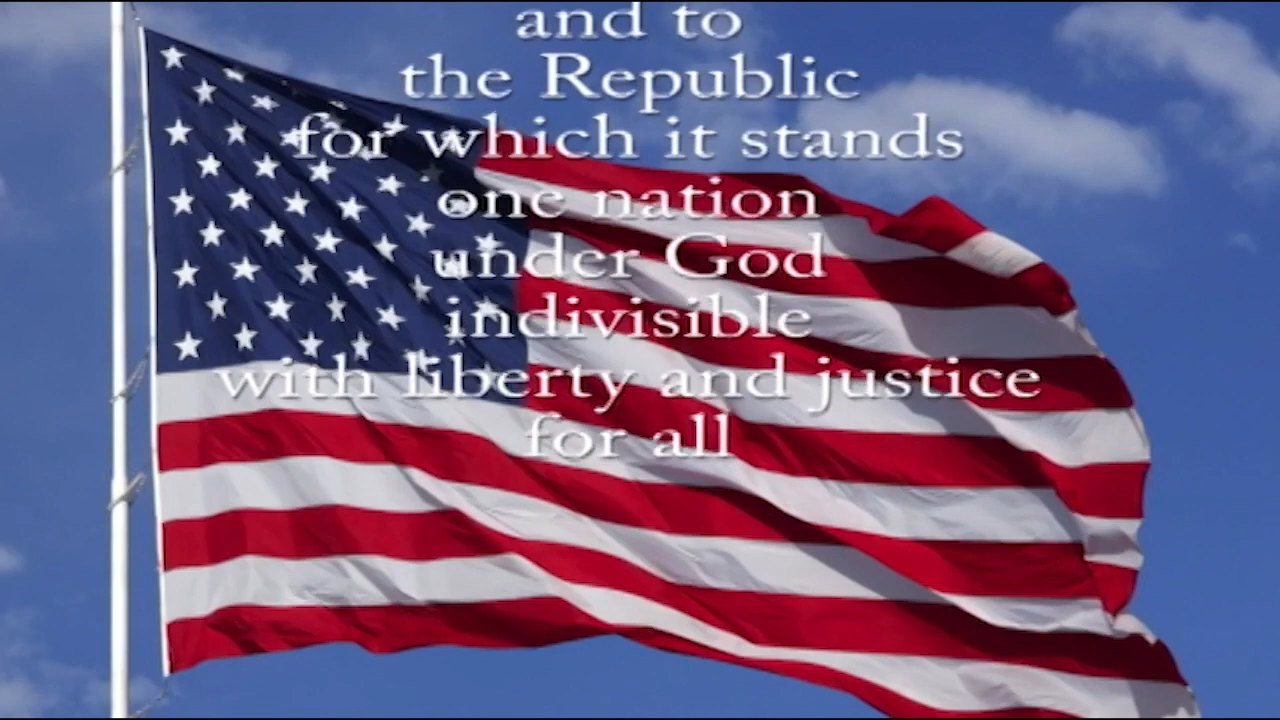 and to
the Republic
for which it stands
one nation
under God
indivisible
with liberty and justice
for all